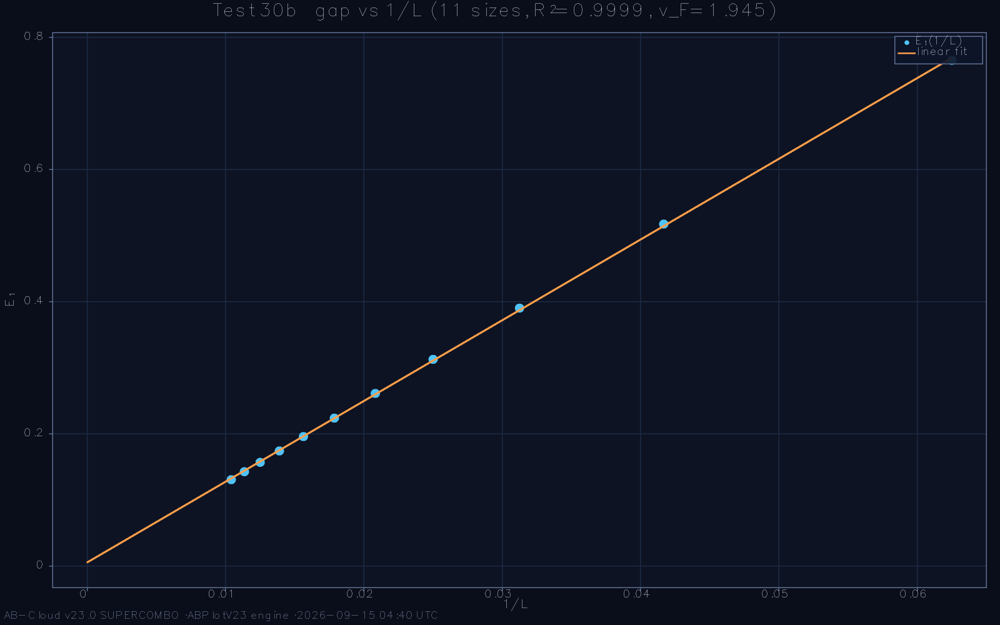 Test30b gap vs 1/L (11 sizes, R²=0.9999, v_F=1.945)
E₁(1/L)
linear fit
0.8
0.6
0.4
0.2
0
E₁
0
0.01
0.02
0.03
0.04
0.05
0.06
1/L
AB-Cloud v23.0 SUPERCOMBO · ABPlotV23 engine · 2026-09-15 04:40 UTC